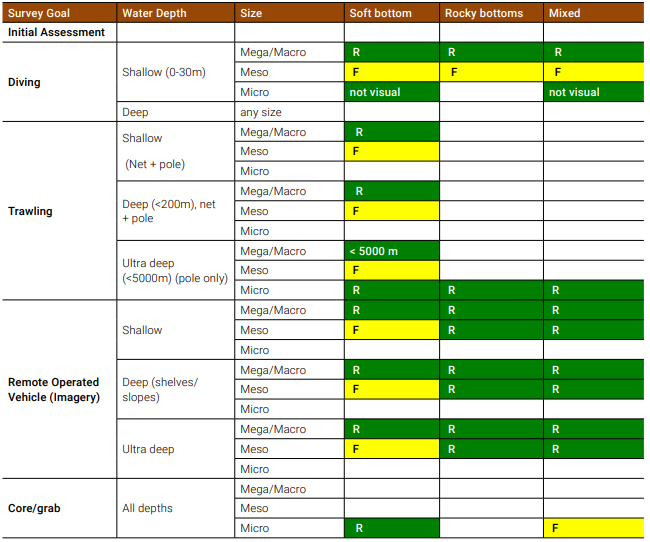 Survey Goal Water Depth Size Soft bottom Rocky bottoms Mixed
Initial Assessment
Diving Shallow (0-30m) Mega/Macro R R R
Meso F F F
Micro not visual not visual
Deep any size
Trawling Shallow (Net + pole) Mega/Macro R
Meso F
Micro
Deep (<200m), net + pole Mega/Macro R
Meso F
Micro
Ultra deep (<5000m) (pole only) Mega/Macro < 5000 m
Meso F
Micro R R R
Remote Operated Vehicle (Imagery) Shallow Mega/Macro R R R
Meso F R R
Micro
Deep (shelves/ slopes) Mega/Macro R R R
Meso F R R
Micro
Ultra deep Mega/Macro R R R
Meso F R R
Micro
Core/grab All depths Mega/Macro
Meso
Micro R F